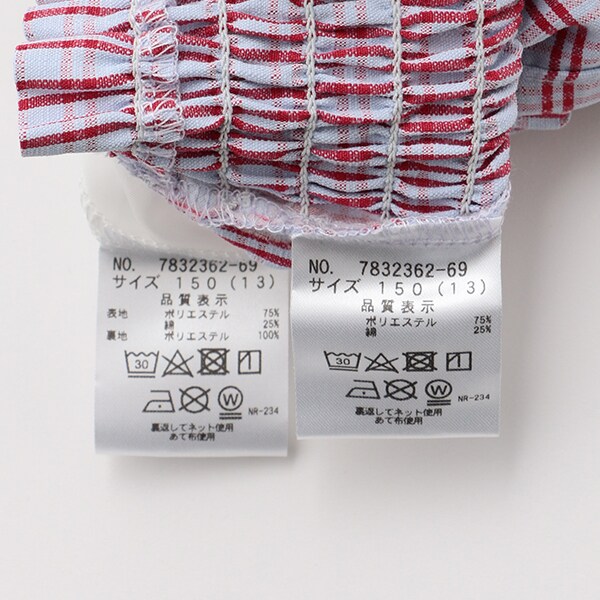 NO. 7832362-69
サイズ 150(13)
品質表示
表地 ポリエステル 75%
綿 25%
裏地 ポリエステル 100%
30
W
NR-234
裏返してネット使用
あて布使用
NO. 7832362-69
サイズ 150(13)
品質表示
ポリエステル 75%
綿 25%
30
W
NR-234
裏返してネット使用
あて布使用